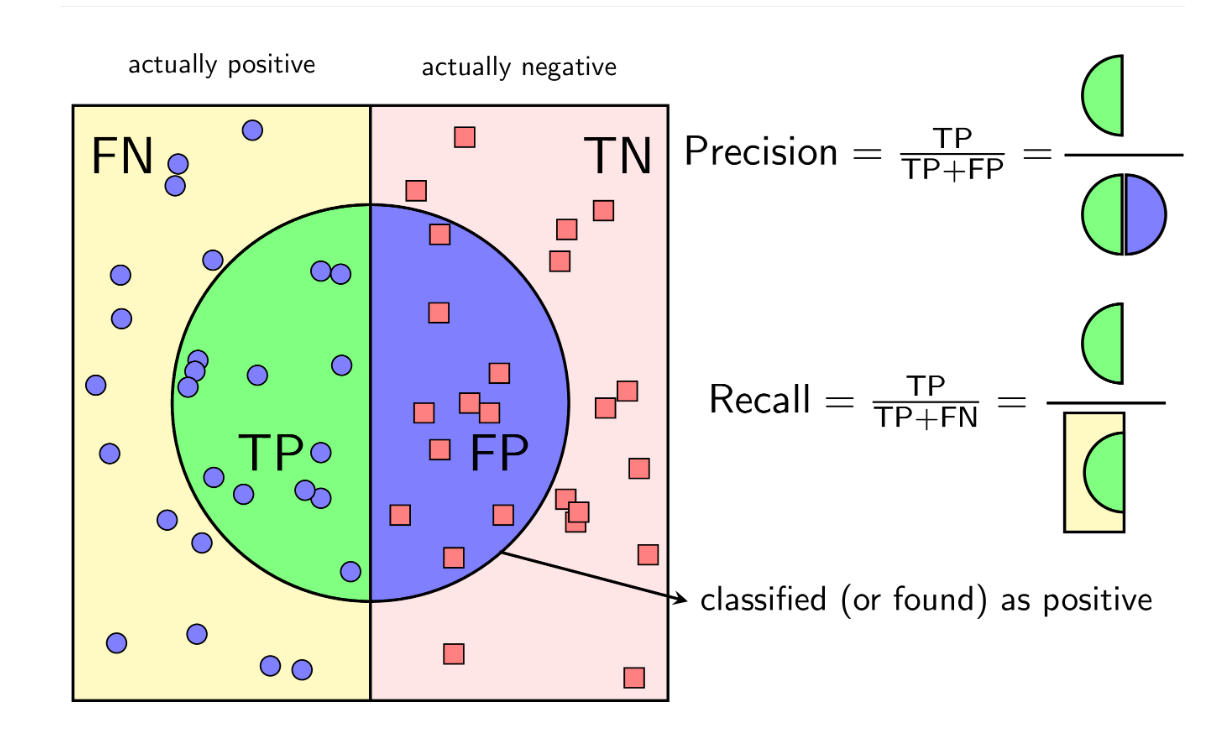 actually positive
actually negative
FN
TN
TP
FP
Precision = TP/TP+FP =
Recall = TP/TP+FN =
classified (or found) as positive